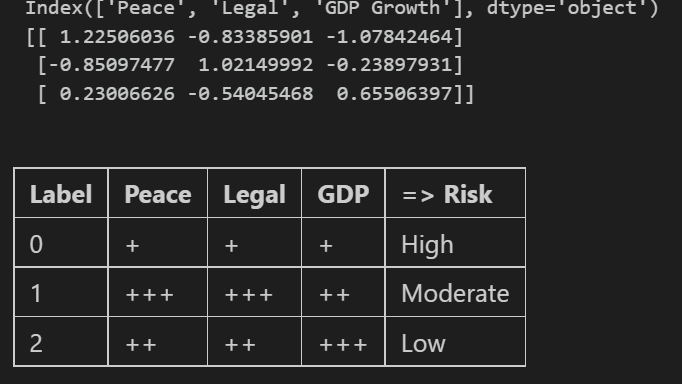 Index(['Peace', 'Legal', 'GDP Growth'], dtype='object')
[[ 1.22506036 -0.83385901 -1.07842464]
 [-0.85097477  1.02149992 -0.23897931]
 [ 0.23006626 -0.54045468  0.65506397]]
Label Peace Legal GDP => Risk
0 + + + High
1 +++ +++ ++ Moderate
2 ++ ++ +++ Low